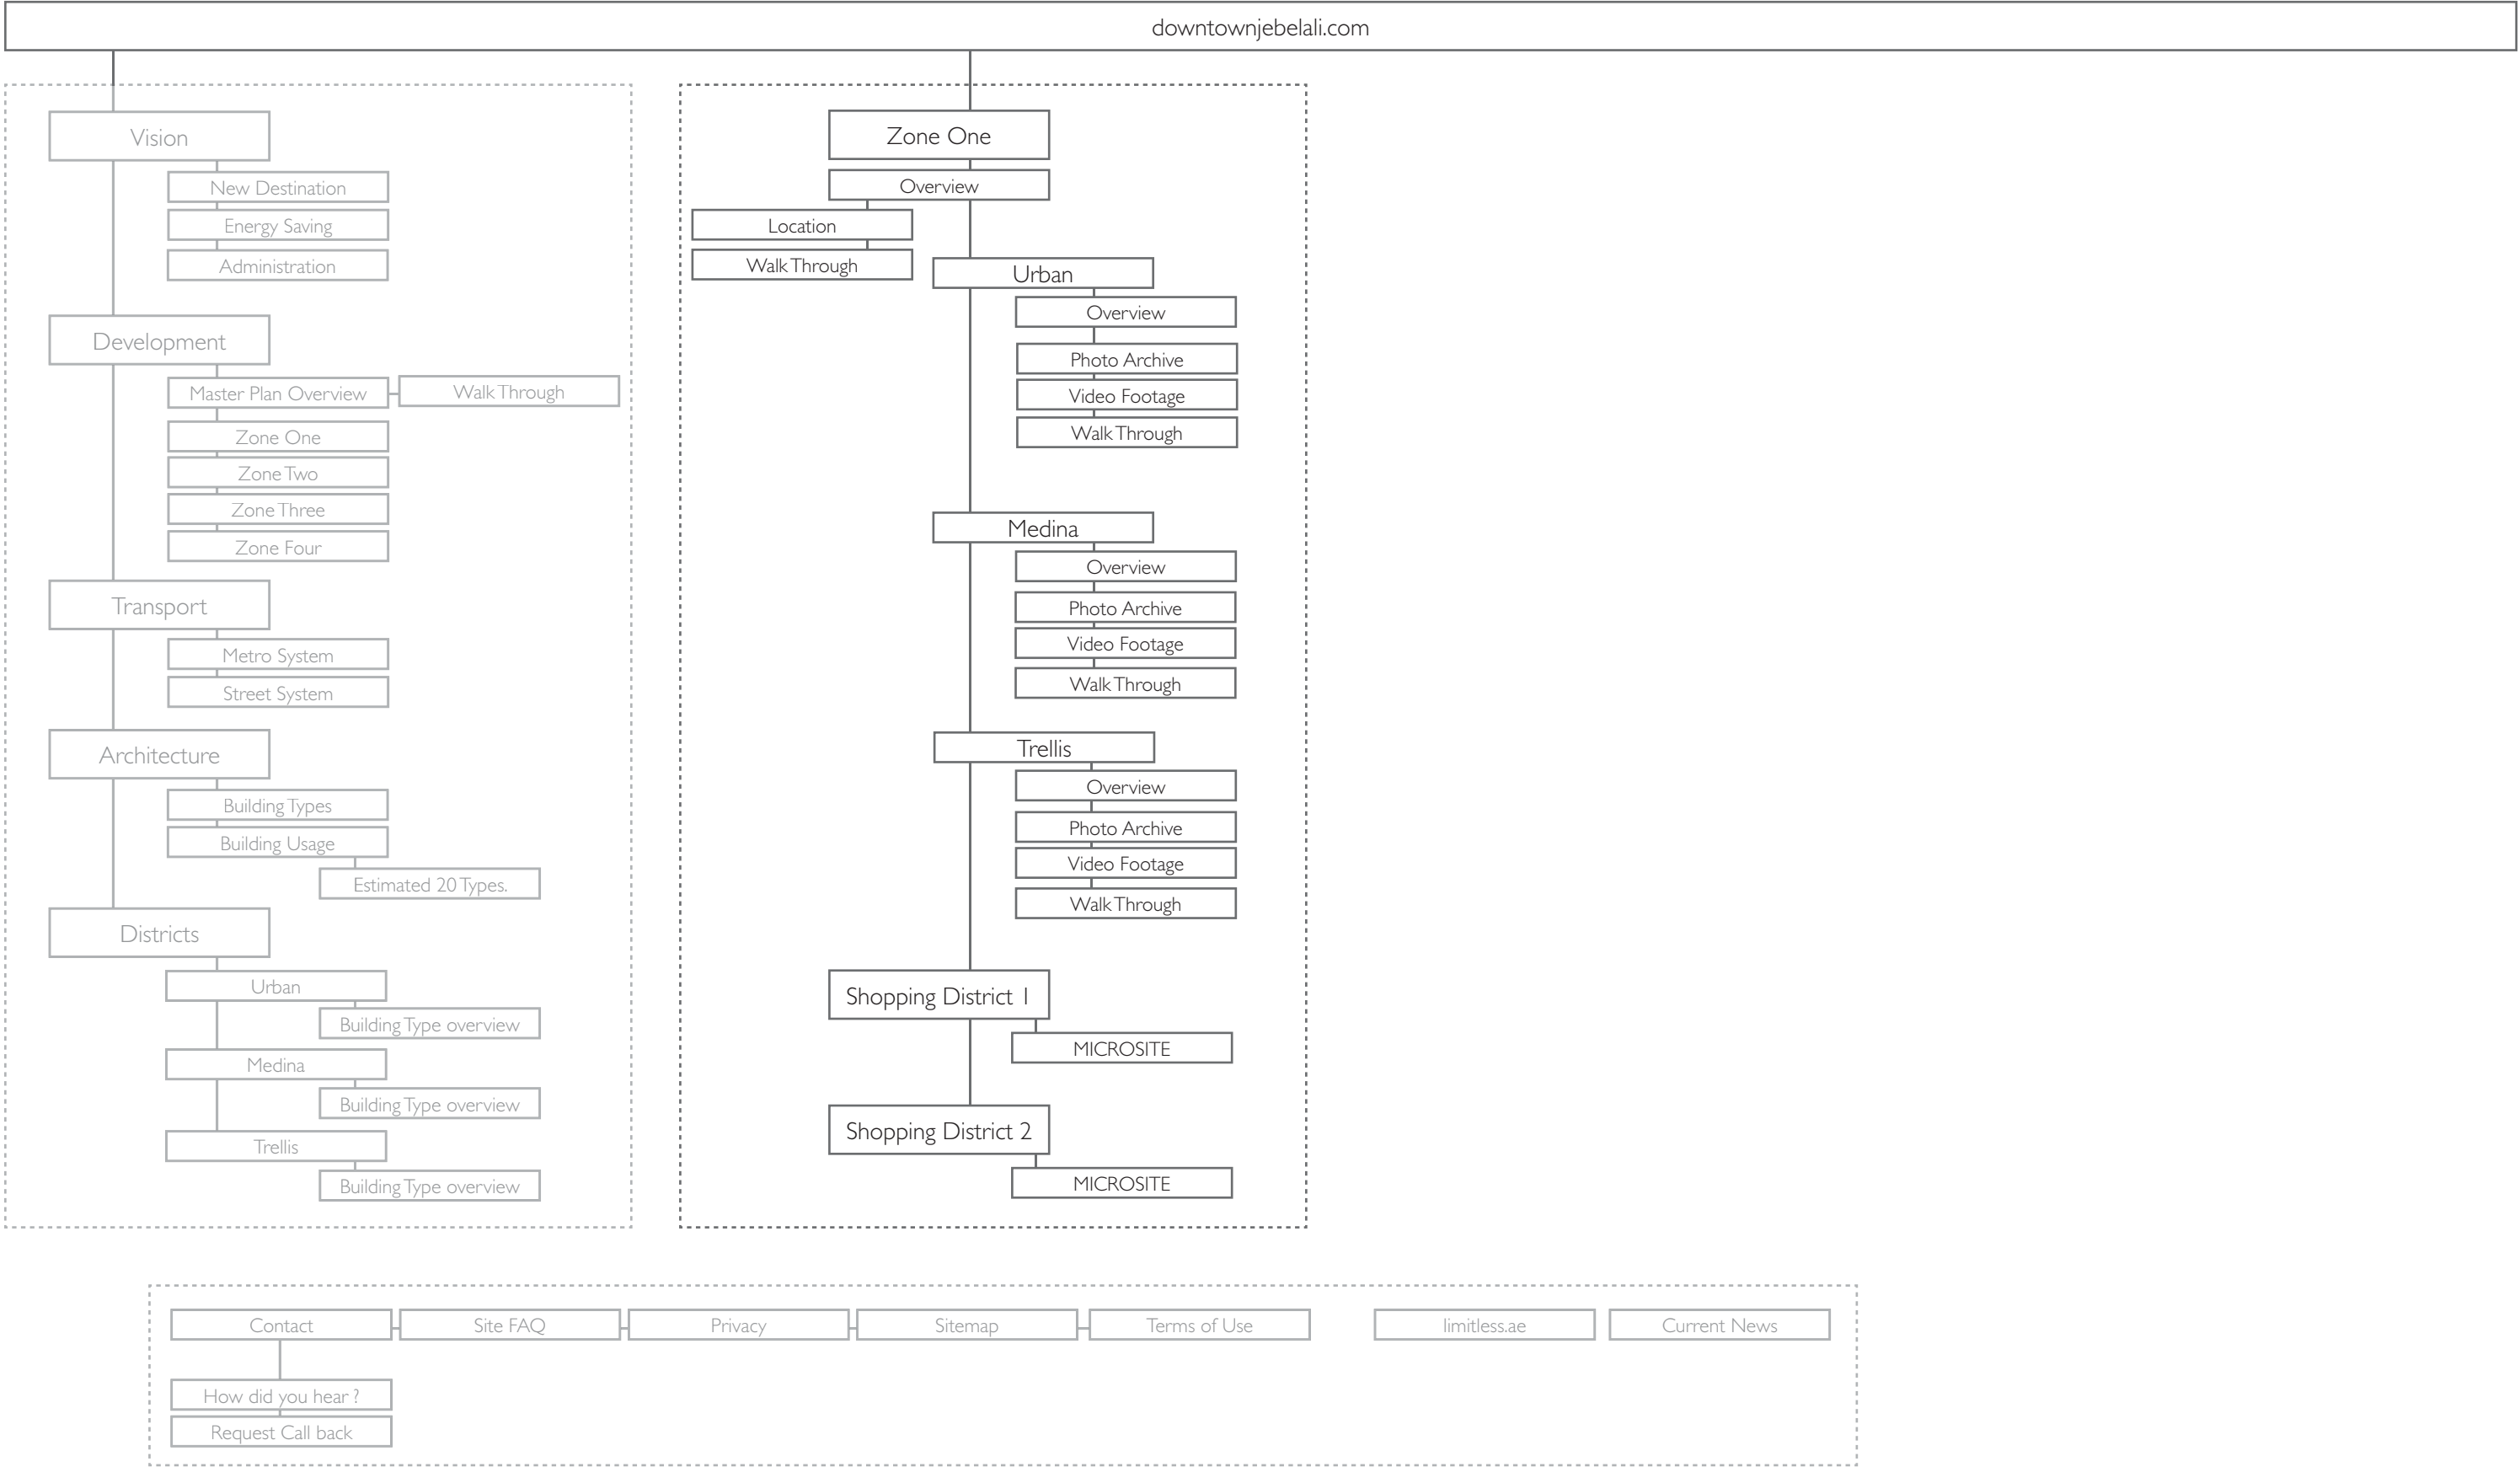 downtownjebelali.com
Vision
New Destination
Energy Saving
Administration
Development
Master Plan Overview
Walk Through
Zone One
Zone Two
Zone Three
Zone Four
Transport
Metro System
Street System
Architecture
Building Types
Building Usage
Estimated 20 Types.
Districts
Urban
Building Type overview
Medina
Building Type overview
Trellis
Building Type overview
Zone One
Overview
Location
Walk Through
Urban
Overview
Photo Archive
Video Footage
Walk Through
Medina
Overview
Photo Archive
Video Footage
Walk Through
Trellis
Overview
Photo Archive
Video Footage
Walk Through
Shopping District 1
MICROSITE
Shopping District 2
MICROSITE
Contact
Site FAQ
Privacy
Sitemap
Terms of Use
limitless.ae
Current News
How did you hear ?
Request Call back